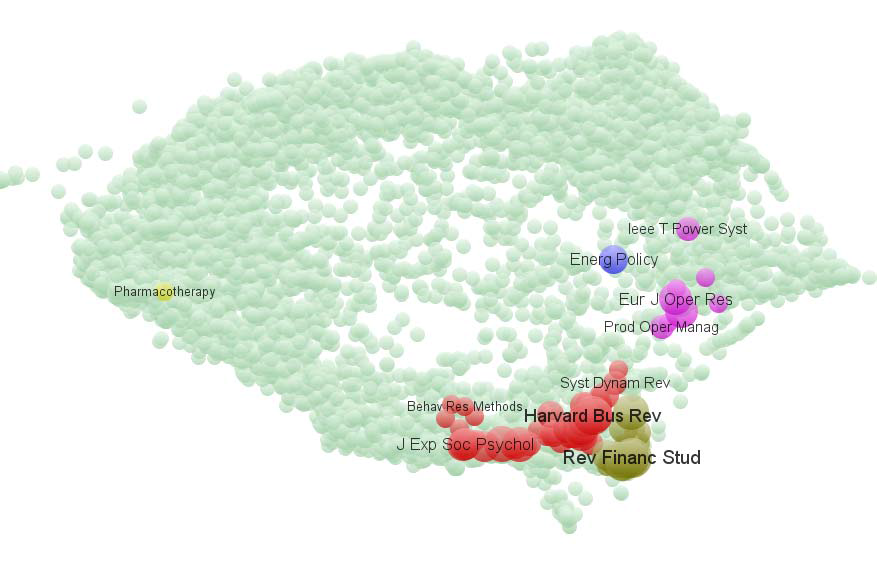 Ieee T Power Syst
Energ Policy
Pharmacotherapy
Eur J Oper Res
Prod Oper Manag
Syst Dynam Rev
Behav Res Methods
Harvard Bus Rev
J Exp Soc Psychol
Rev Financ Stud